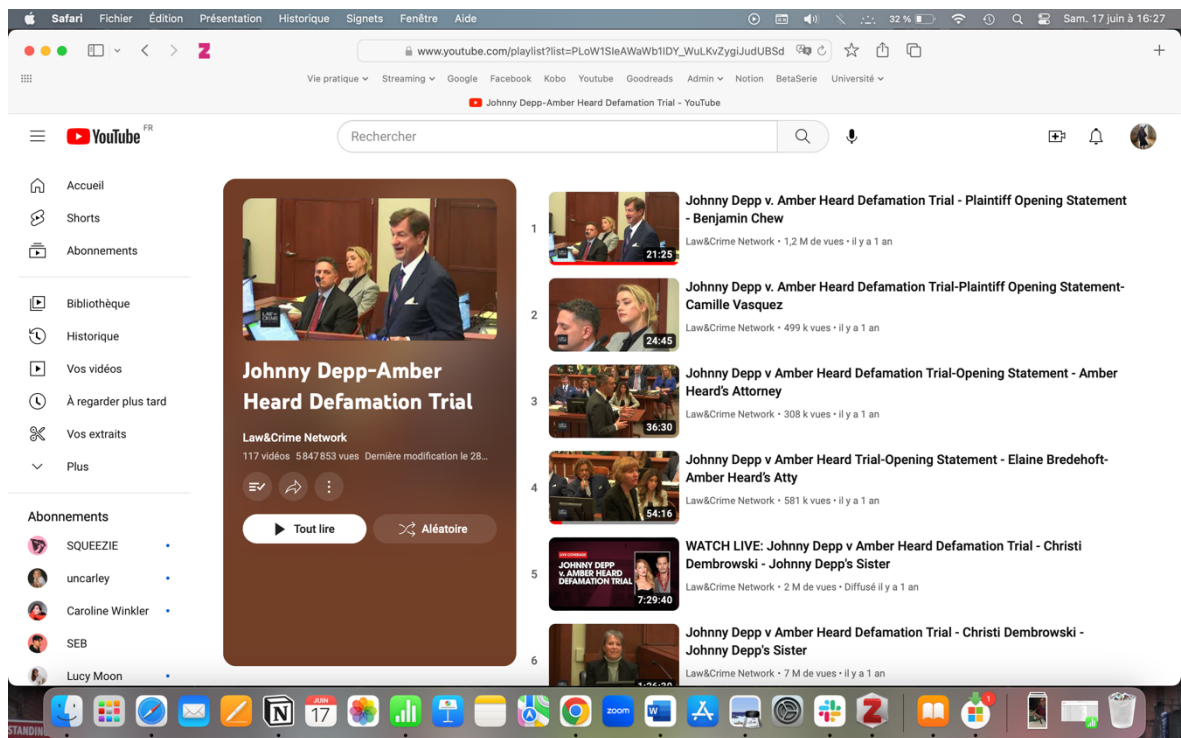 Safari Fichier Édition Présentation Historique Signets Fenêtre Aide 32 % Sam. 17 juin à 16:27
www.youtube.com/playlist?list=PLoW1SIeAWaWb1IDY_WuLKvZygiJudUBSd
Vie pratique Streaming Google Facebook Kobo Youtube Goodreads Admin Notion BetaSerie Université
Johnny Depp-Amber Heard Defamation Trial - YouTube
YouTube FR
Rechercher
Accueil
Shorts
Abonnements
Bibliothèque
Historique
Vos vidéos
À regarder plus tard
Vos extraits
Plus
Abonnements
SQUEEZIE
uncarley
Caroline Winkler
SEB
Lucy Moon
Johnny Depp-Amber
Heard Defamation Trial
Law&Crime Network
117 vidéos 5 847 853 vues Dernière modification le 28...
Tout lire
Aléatoire
1
21:25
Johnny Depp v. Amber Heard Defamation Trial - Plaintiff Opening Statement
- Benjamin Chew
Law&Crime Network • 1,2 M de vues • il y a 1 an
2
24:45
Johnny Depp v. Amber Heard Defamation Trial-Plaintiff Opening Statement-
Camille Vasquez
Law&Crime Network • 499 k vues • il y a 1 an
3
36:30
Johnny Depp v Amber Heard Defamation Trial-Opening Statement - Amber
Heard's Attorney
Law&Crime Network • 308 k vues • il y a 1 an
4
54:16
Johnny Depp v Amber Heard Trial-Opening Statement - Elaine Bredehoft-
Amber Heard's Atty
Law&Crime Network • 581 k vues • il y a 1 an
5
LIVE COVERAGE
JOHNNY DEPP
v. AMBER HEARD
DEFAMATION TRIAL
7:29:40
WATCH LIVE: Johnny Depp v Amber Heard Defamation Trial - Christi
Dembrowski - Johnny Depp's Sister
Law&Crime Network • 2 M de vues • Diffusé il y a 1 an
6
Johnny Depp v Amber Heard Defamation Trial - Christi Dembrowski -
Johnny Depp's Sister
Law&Crime Network • 7 M de vues • il y a 1 an
JUIN
17
zoom
W
Z
1